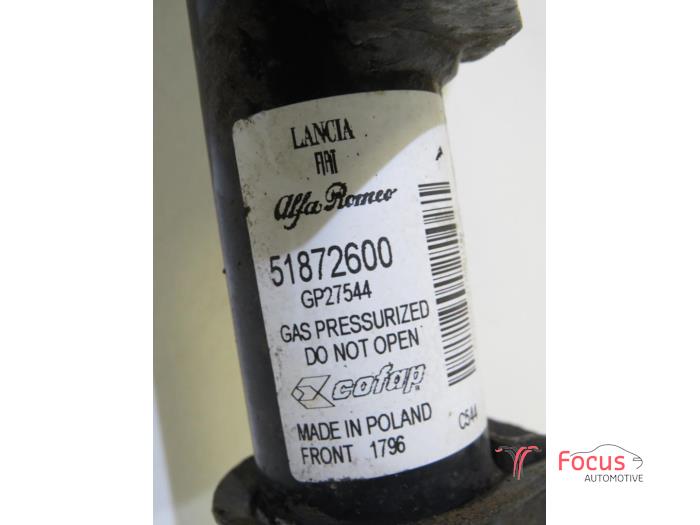 LANCIA
FIAT
Alfa Romeo
51872600
GP27544
GAS PRESSURIZED
DO NOT OPEN
cofap
MADE IN POLAND
FRONT 1796
C544
Focus
AUTOMOTIVE